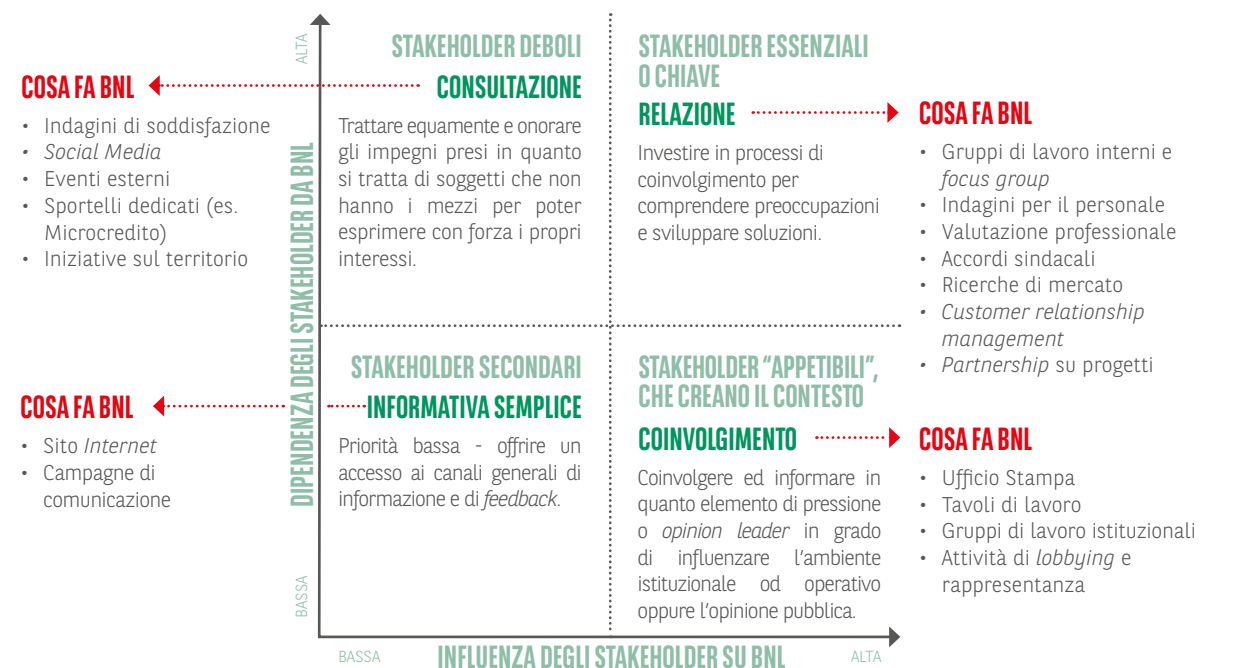 ALTA
DIPENDENZA DEGLI STAKEHOLDER DA BNL
BASSA
STAKEHOLDER DEBOLI
CONSULTAZIONE
Trattare equamente e onorare
gli impegni presi in quanto
si tratta di soggetti che non
hanno i mezzi per poter
esprimere con forza i propri
interessi.
COSA FA BNL
• Indagini di soddisfazione
• Social Media
• Eventi esterni
• Sportelli dedicati (es.
Microcredito)
• Iniziative sul territorio
STAKEHOLDER ESSENZIALI
O CHIAVE
RELAZIONE
Investire in processi di
coinvolgimento per
comprendere preoccupazioni
e sviluppare soluzioni.
COSA FA BNL
• Gruppi di lavoro interni e
focus group
• Indagini per il personale
• Valutazione professionale
• Accordi sindacali
• Ricerche di mercato
• Customer relationship
management
• Partnership su progetti
STAKEHOLDER SECONDARI
INFORMATIVA SEMPLICE
Priorità bassa - offrire un
accesso ai canali generali di
informazione e di feedback.
COSA FA BNL
• Sito Internet
• Campagne di
comunicazione
STAKEHOLDER “APPETIBILI”,
CHE CREANO IL CONTESTO
COINVOLGIMENTO
Coinvolgere ed informare in
quanto elemento di pressione
o opinion leader in grado
di influenzare l’ambiente
istituzionale od operativo
oppure l’opinione pubblica.
COSA FA BNL
• Ufficio Stampa
• Tavoli di lavoro
• Gruppi di lavoro istituzionali
• Attività di lobbying e
rappresentanza
BASSA
INFLUENZA DEGLI STAKEHOLDER SU BNL
ALTA